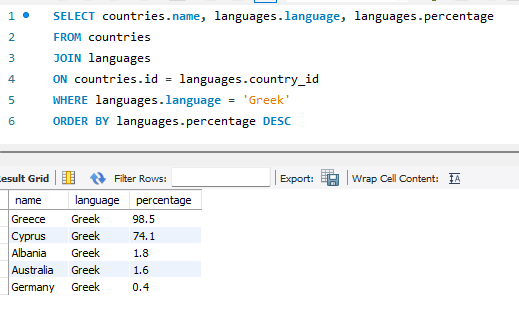 1 SELECT countries.name, languages.language, languages.percentage
2 FROM countries
3 JOIN languages
4 ON countries.id = languages.country_id
5 WHERE languages.language = 'Greek'
6 ORDER BY languages.percentage DESC
esult Grid Filter Rows: Export: Wrap Cell Content: IA
name language percentage
Greece Greek 98.5
Cyprus Greek 74.1
Albania Greek 1.8
Australia Greek 1.6
Germany Greek 0.4